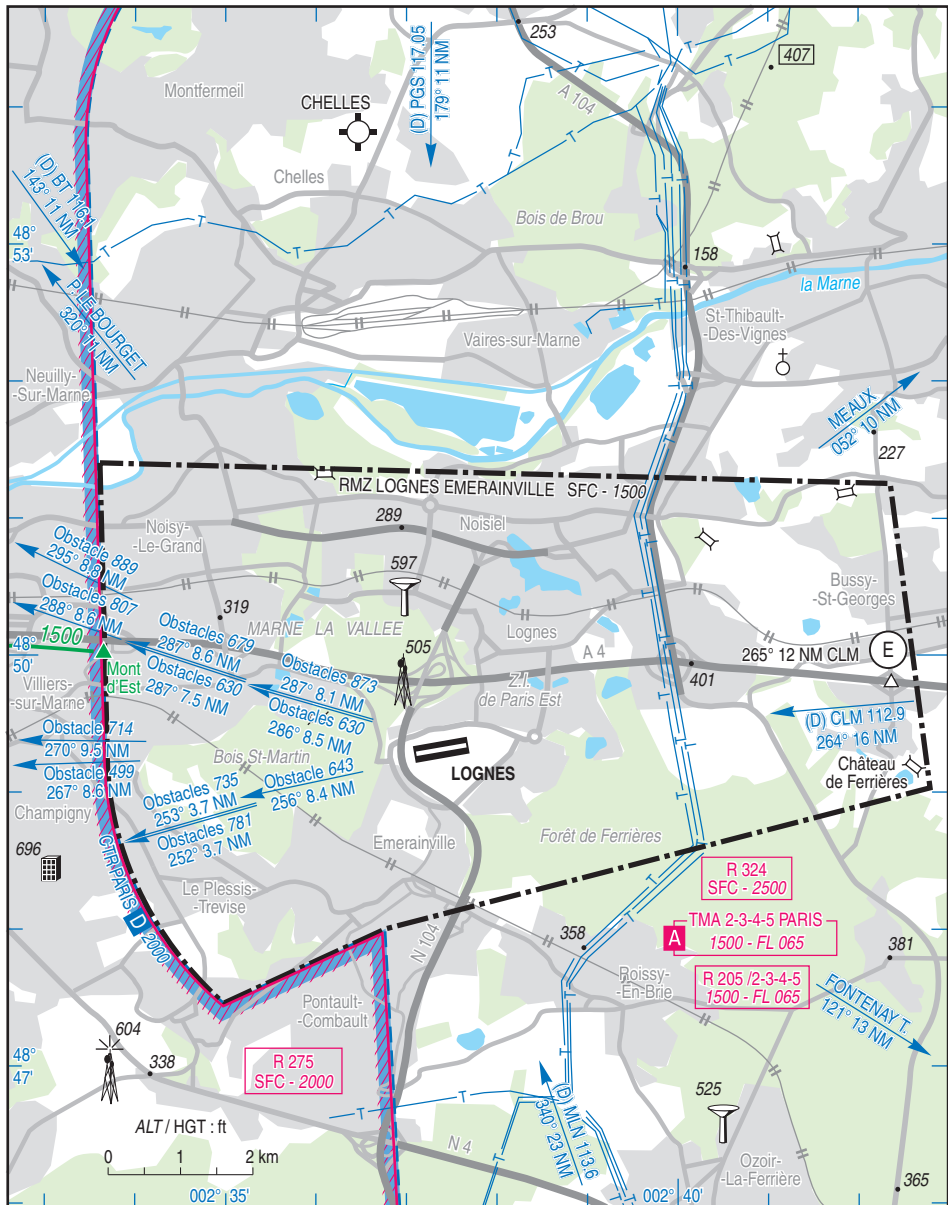 253
407
Montfermeil
CHELLES
(D) PGS 117.05
179° 11 NM
A 104
Chelles
(D) BT 116.1
143° 11 NM
Bois de Brou
48°
53'
158
P. LE BOURGET
320° 11 NM
la Marne
St-Thibault-
-Des-Vignes
Vaires-sur-Marne
Neuilly-
-Sur-Marne
MEAUX
052° 10 NM
227
RMZ LOGNES EMERAINVILLE SFC - 1500
289
Noisiel
Noisy-
-Le-Grand
Obstacle 889
295° 8.8 NM
Obstacles 807
288° 8.6 NM
597
Bussy-
-St-Georges
319
MARNE LA VALLEE
Obstacles 679
287° 8.6 NM
Obstacles 630
287° 7.5 NM
505
Lognes
A 4
E
265° 12 NM CLM
1500
48°
50'
Mont
d'Est
Villiers-
-sur-Marne
Obstacles 873
287° 8.1 NM
Obstacles 630
286° 8.5 NM
Z.I.
de Paris Est
401
(D) CLM 112.9
264° 16 NM
Obstacle 714
270° 9.5 NM
Obstacle 499
267° 8.6 NM
Bois St-Martin
LOGNES
Château
de Ferrières
Champigny
Obstacles 735
253° 3.7 NM
Obstacle 643
256° 8.4 NM
Obstacles 781
252° 3.7 NM
Emerainville
Forêt de Ferrières
696
CTR PARIS
D
2000
Le Plessis-
-Trevise
R 324
SFC - 2500
A
TMA 2-3-4-5 PARIS
1500 - FL 065
358
381
N 104
Roissy-
-En-Brie
R 205 /2-3-4-5
1500 - FL 065
Pontault-
-Combault
FONTENAY T.
121° 13 NM
604
48°
47'
338
R 275
SFC - 2000
(D) MLN 113.6
340° 23 NM
525
ALT / HGT : ft
N 4
0 1 2 km
Ozoir-
-La-Ferrière
365
002° 35'
002° 40'